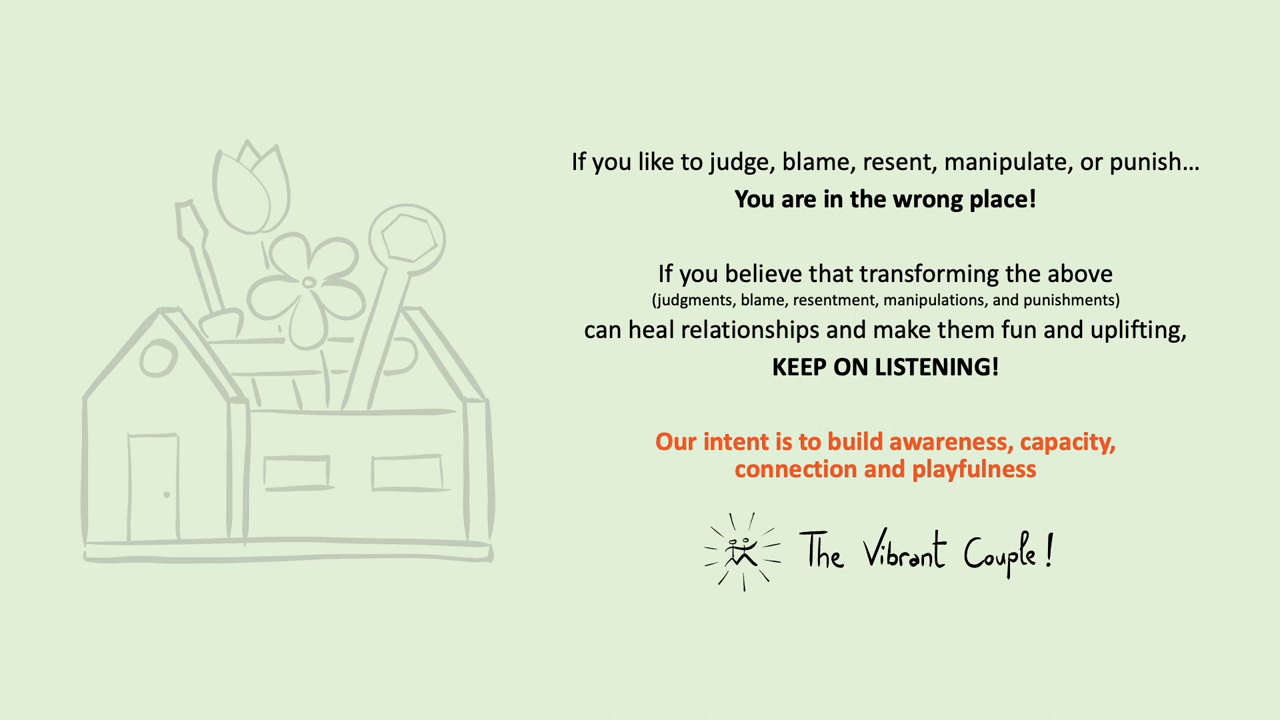 If you like to judge, blame, resent, manipulate, or punish...
You are in the wrong place!
If you believe that transforming the above
(judgments, blame, resentment, manipulations, and punishments)
can heal relationships and make them fun and uplifting,
KEEP ON LISTENING!
Our intent is to build awareness, capacity,
connection and playfulness
The Vibrant Couple!